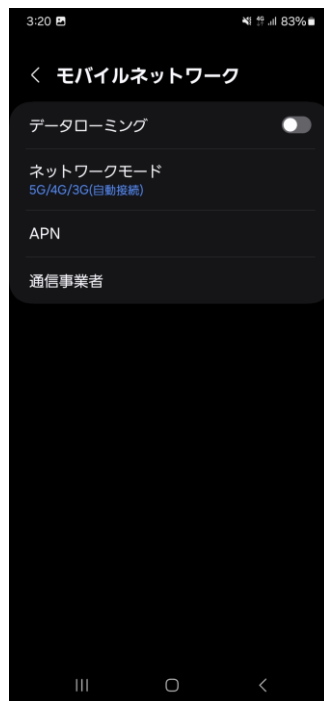 3:20 83%
モバイルネットワーク
データローミング
ネットワークモード
5G/4G/3G(自動接続)
APN
通信事業者